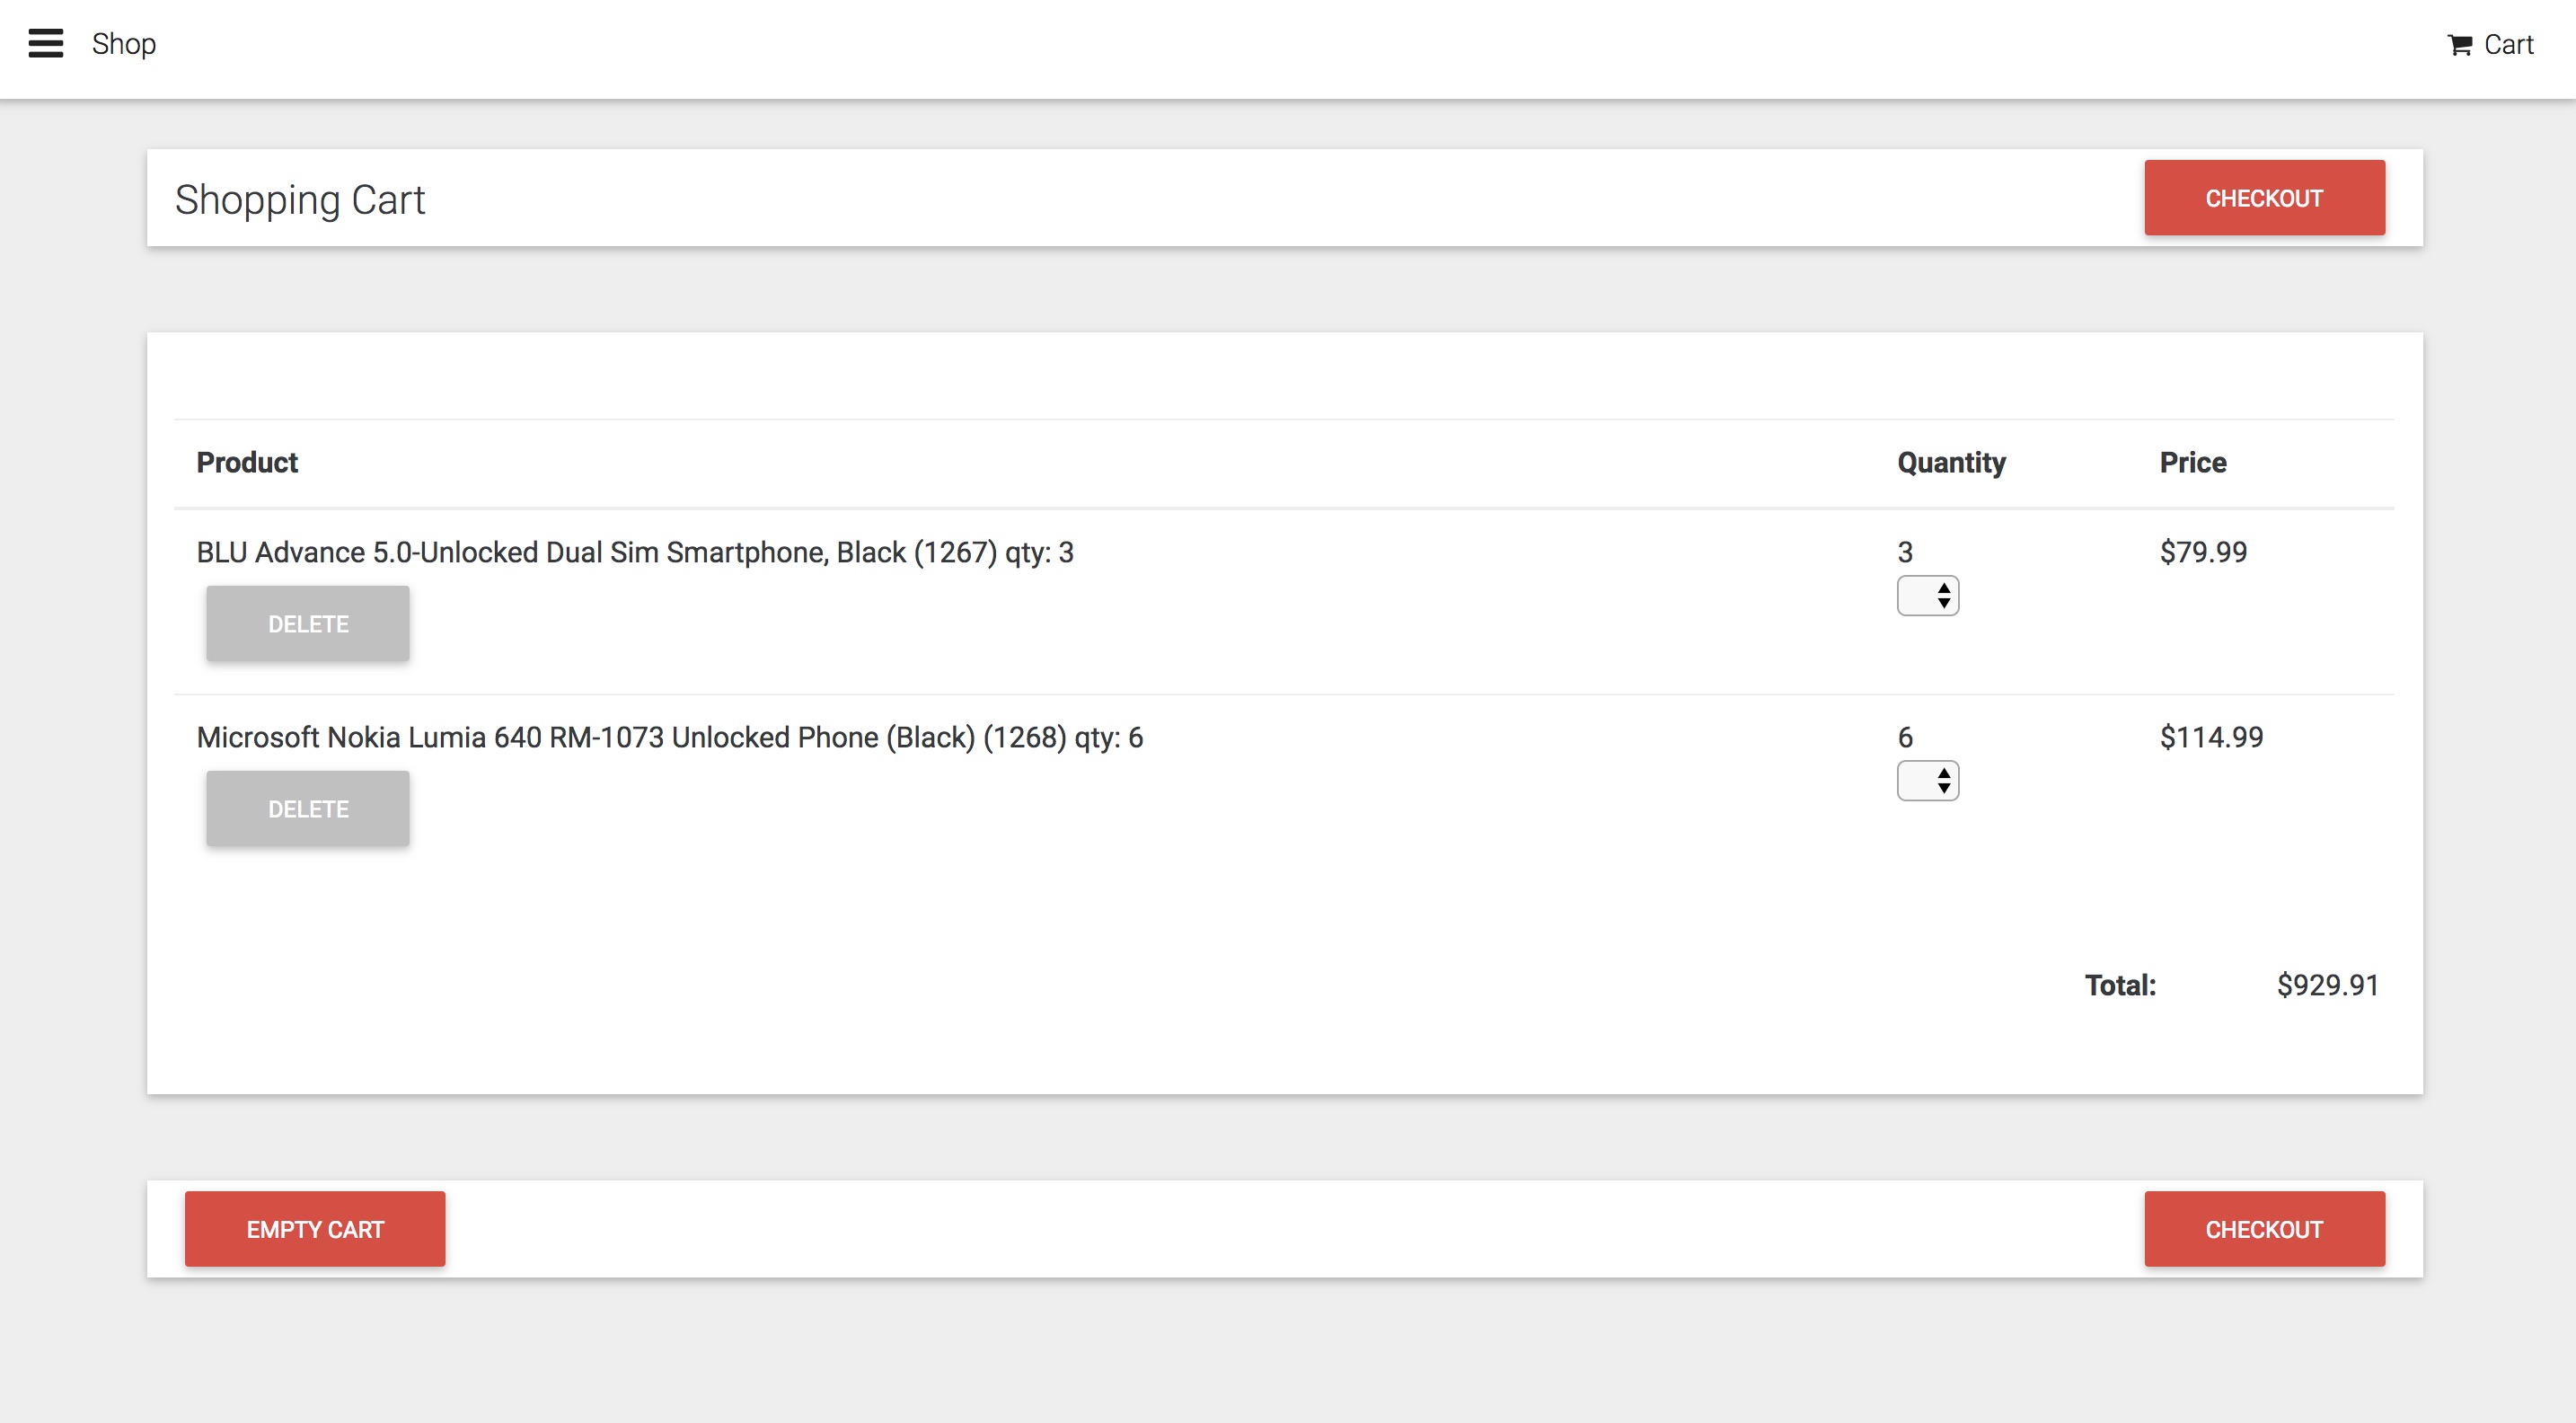 Shop
Cart
Shopping Cart
CHECKOUT
Product Quantity Price
BLU Advance 5.0-Unlocked Dual Sim Smartphone, Black (1267) qty: 3 3 $79.99
DELETE
Microsoft Nokia Lumia 640 RM-1073 Unlocked Phone (Black) (1268) qty: 6 6 $114.99
DELETE
Total: $929.91
EMPTY CART
CHECKOUT